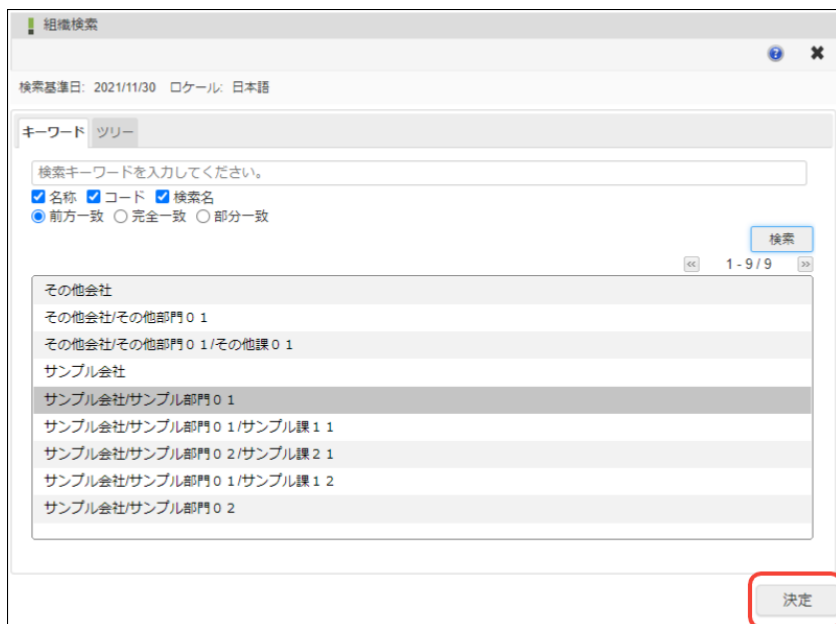 組織検索
検索基準日: 2021/11/30 ロケール: 日本語
キーワード ツリー
検索キーワードを入力してください。
名称 コード 検索名
前方一致 完全一致 部分一致
検索
<< 1 - 9 / 9 >>
その他会社
その他会社/その他部門０１
その他会社/その他部門０１/その他課０１
サンプル会社
サンプル会社/サンプル部門０１
サンプル会社/サンプル部門０１/サンプル課１１
サンプル会社/サンプル部門０２/サンプル課２１
サンプル会社/サンプル部門０１/サンプル課１２
サンプル会社/サンプル部門０２
決定